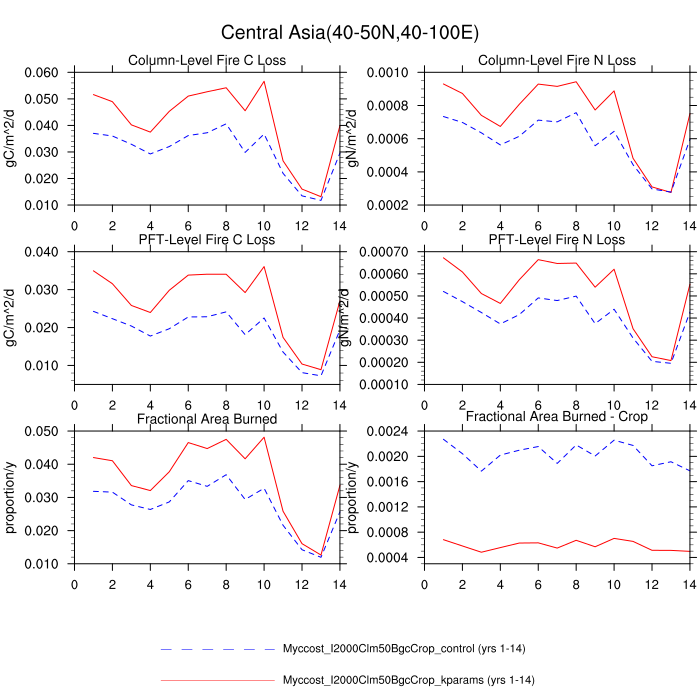 Central Asia(40-50N,40-100E)
Column-Level Fire C Loss
Column-Level Fire N Loss
gC/m^2/d
0.060
0.050
0.040
0.030
0.020
0.010
0 2 4 6 8 10 12 14
gN/m^2/d
0.0010
0.0008
0.0006
0.0004
0.0002
0 2 4 6 8 10 12 14
PFT-Level Fire C Loss
PFT-Level Fire N Loss
gC/m^2/d
0.040
0.030
0.020
0.010
0 2 4 6 8 10 12 14
gN/m^2/d
0.00070
0.00060
0.00050
0.00040
0.00030
0.00020
0.00010
0 2 4 6 8 10 12 14
Fractional Area Burned
Fractional Area Burned - Crop
proportion/y
0.050
0.040
0.030
0.020
0.010
0 2 4 6 8 10 12 14
proportion/y
0.0024
0.0020
0.0016
0.0012
0.0008
0.0004
0 2 4 6 8 10 12 14
Myccost_I2000Clm50BgcCrop_control (yrs 1-14)
Myccost_I2000Clm50BgcCrop_kparams (yrs 1-14)